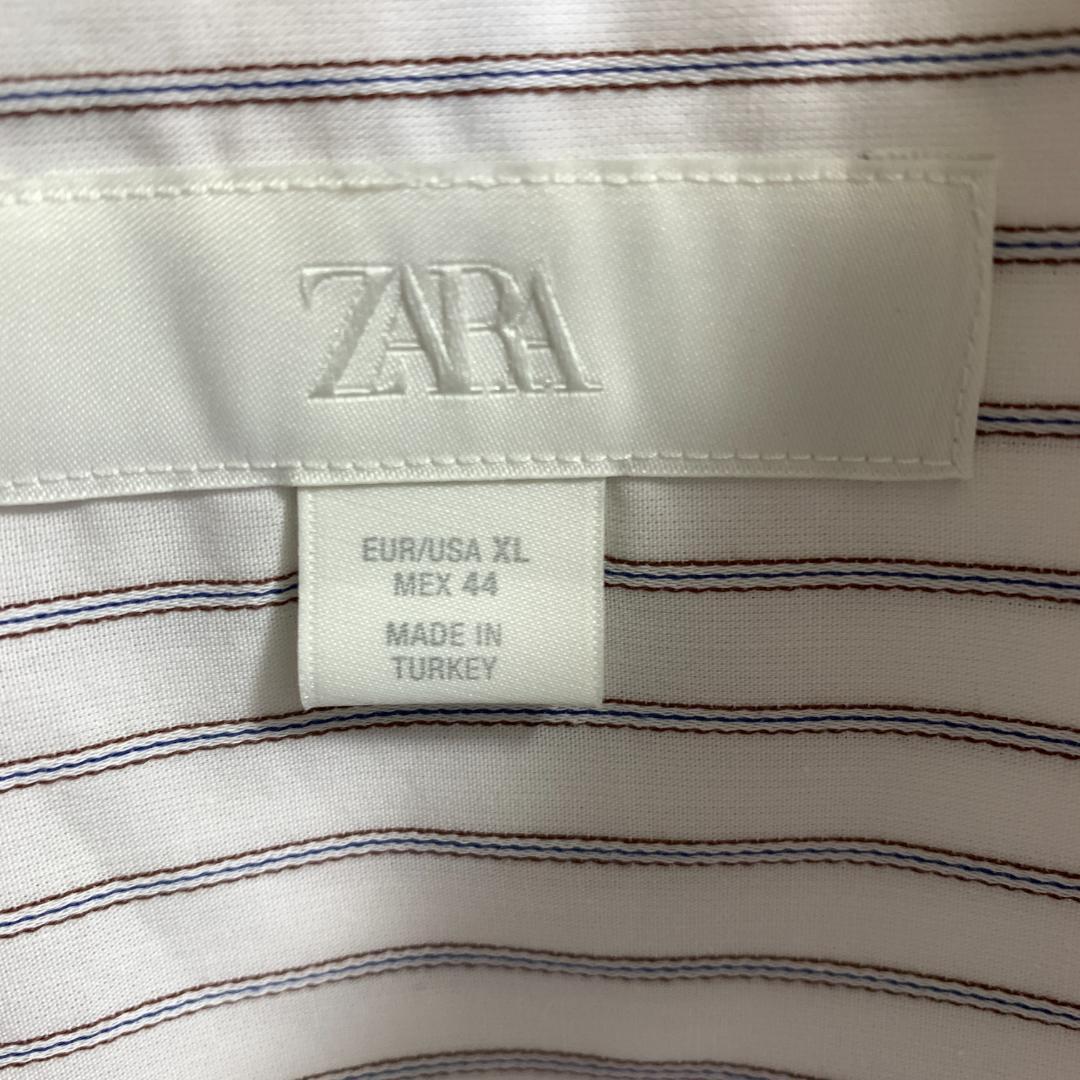 ZARA
EUR/USA XL
MEX 44
MADE IN
TURKEY